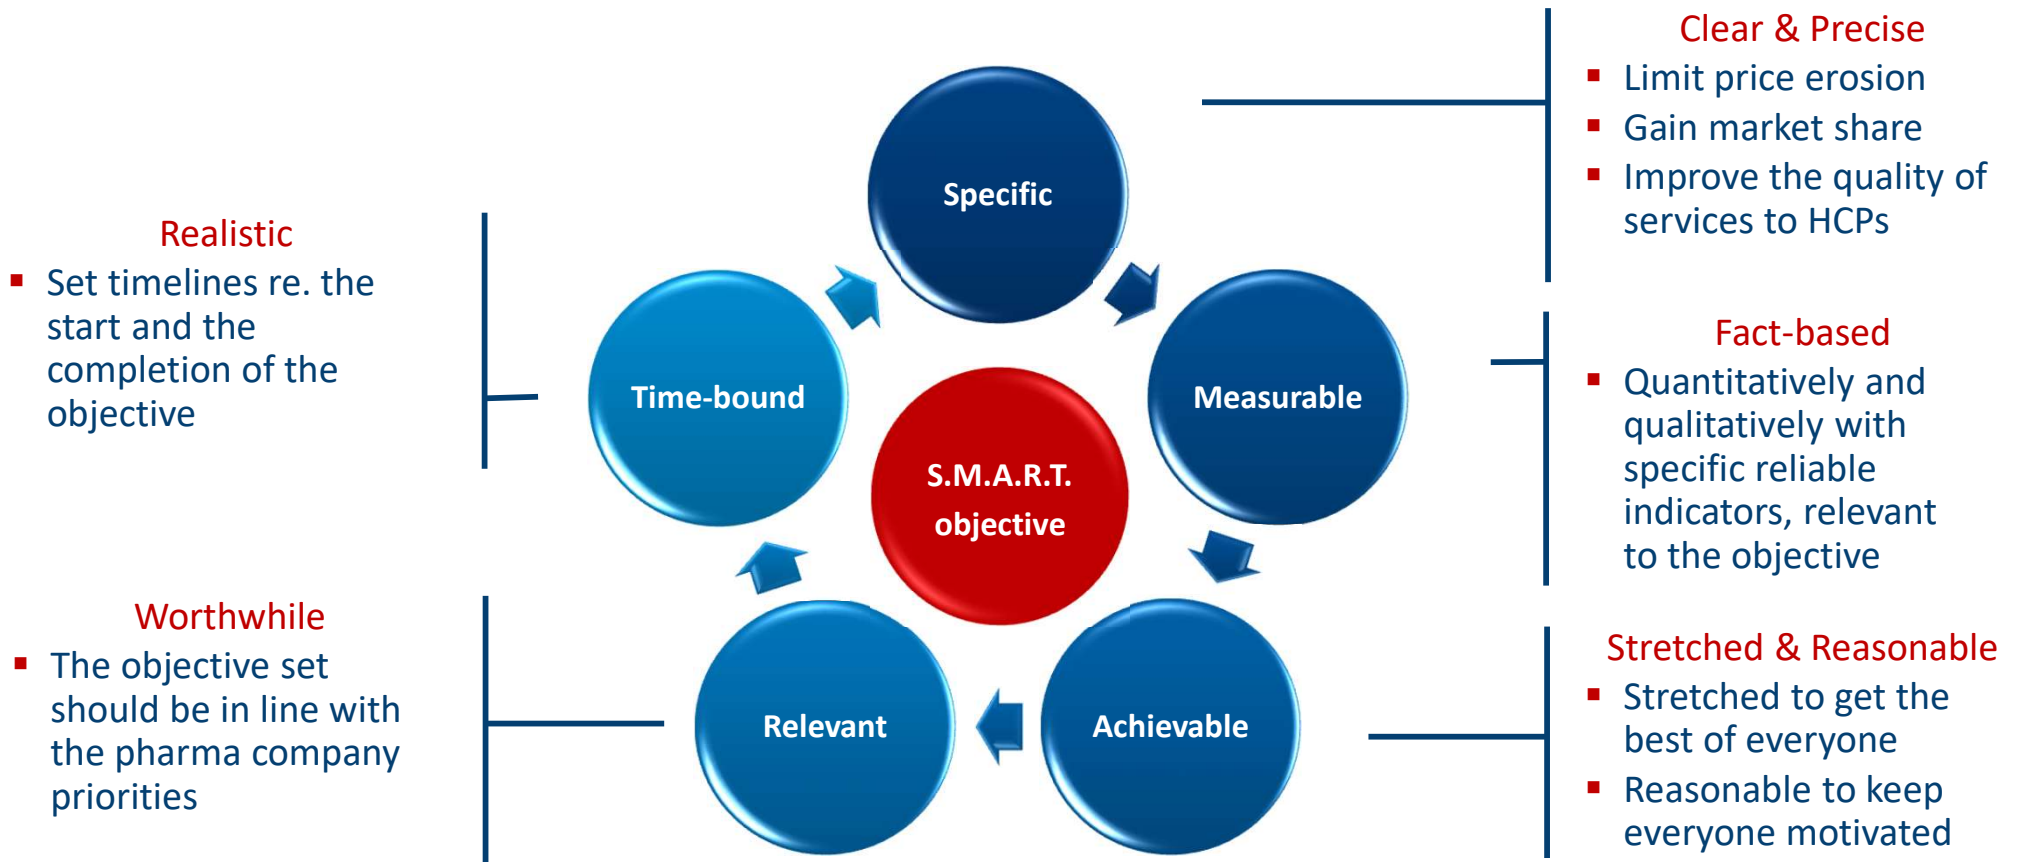 Clear & Precise
▪ Limit price erosion
▪ Gain market share
▪ Improve the quality of
services to HCPs
Specific
Realistic
▪ Set timelines re. the
start and the
completion of the
objective
Time-bound
Measurable
Fact-based
▪ Quantitatively and
qualitatively with
specific reliable
indicators, relevant
to the objective
S.M.A.R.T.
objective
Worthwhile
▪ The objective set
should be in line with
the pharma company
priorities
Relevant
Achievable
Stretched & Reasonable
▪ Stretched to get the
best of everyone
▪ Reasonable to keep
everyone motivated